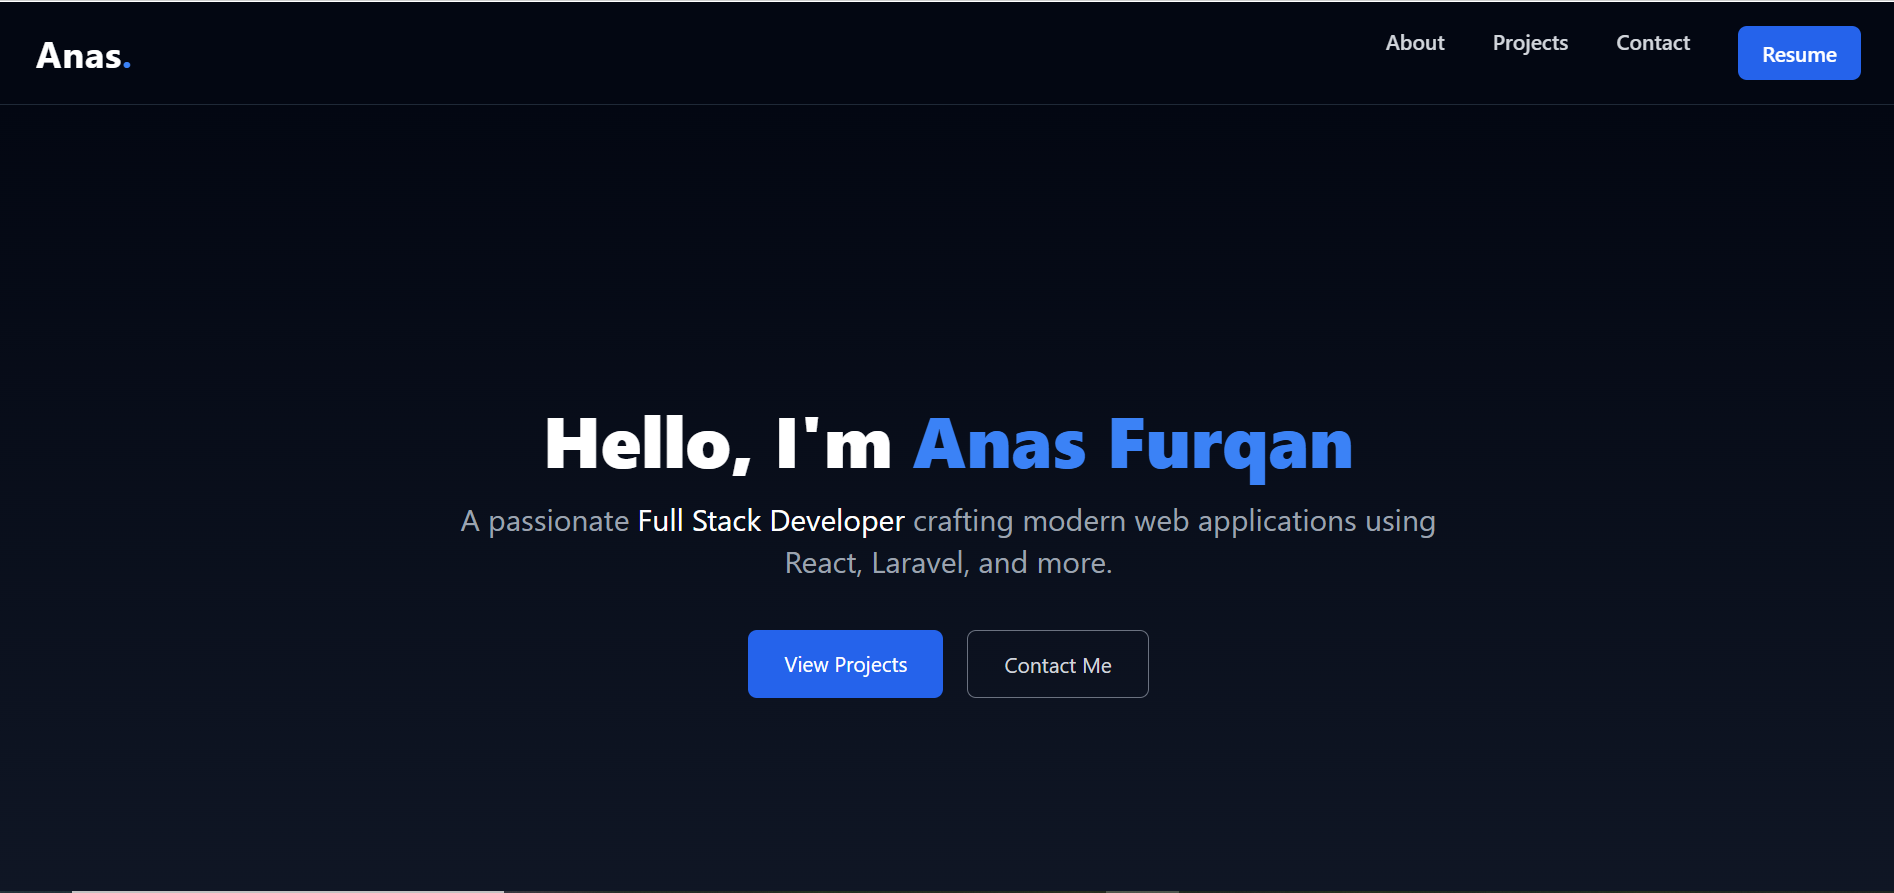 Anas.
About Projects Contact Resume
Hello, I'm Anas Furqan
A passionate Full Stack Developer crafting modern web applications using
React, Laravel, and more.
View Projects Contact Me